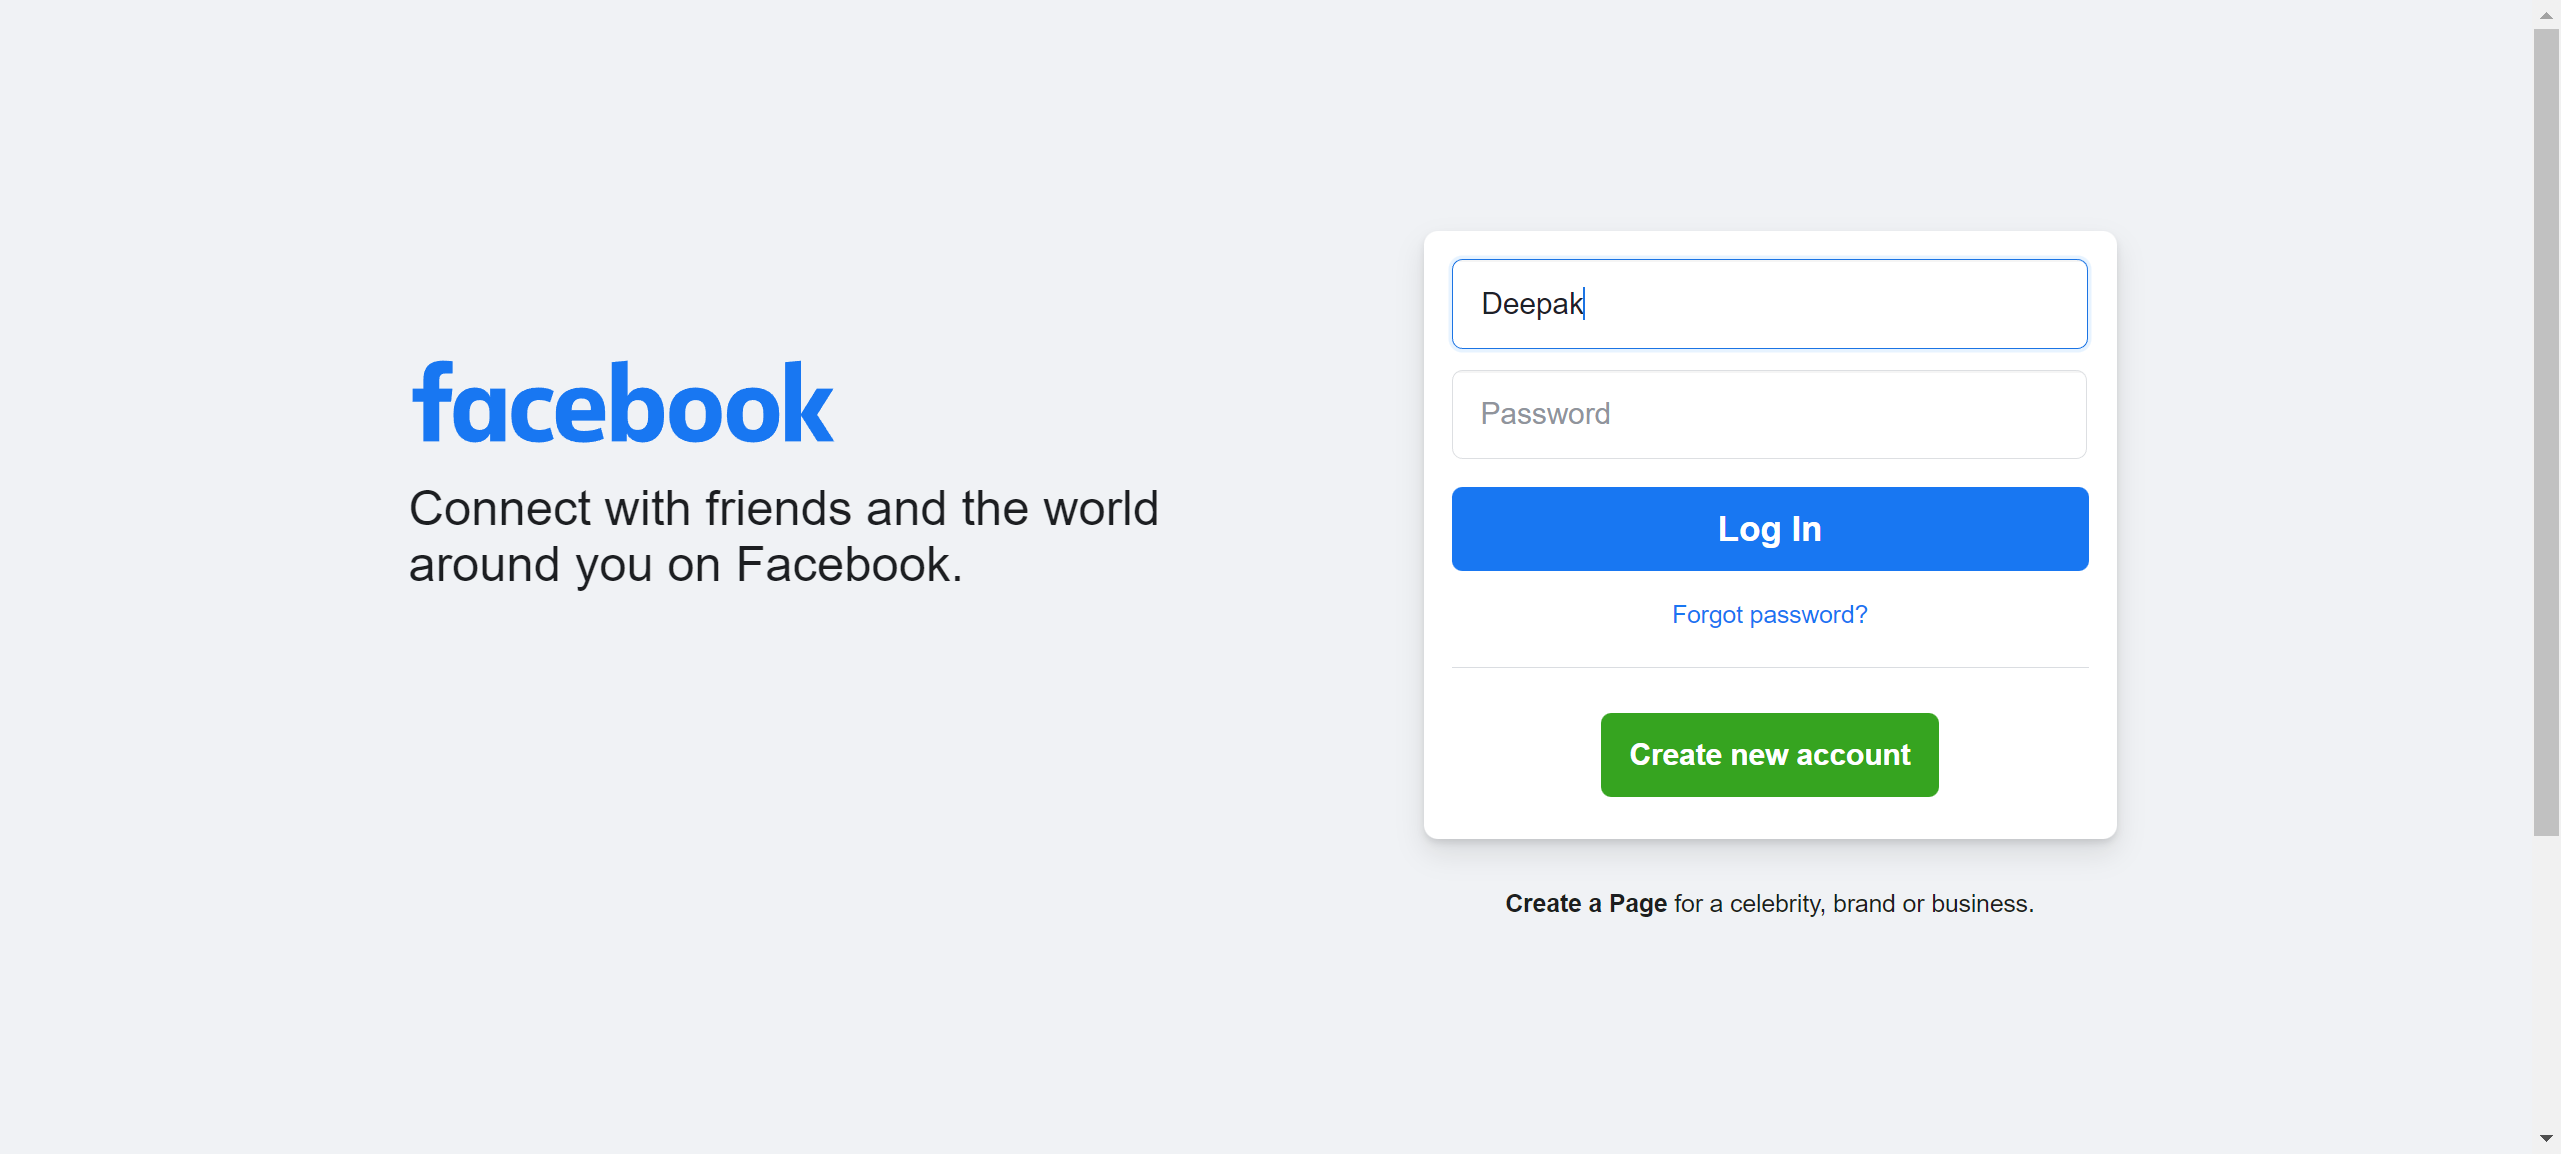 facebook
Connect with friends and the world
around you on Facebook.
Deepak
Password
Log In
Forgot password?
Create new account
Create a Page for a celebrity, brand or business.